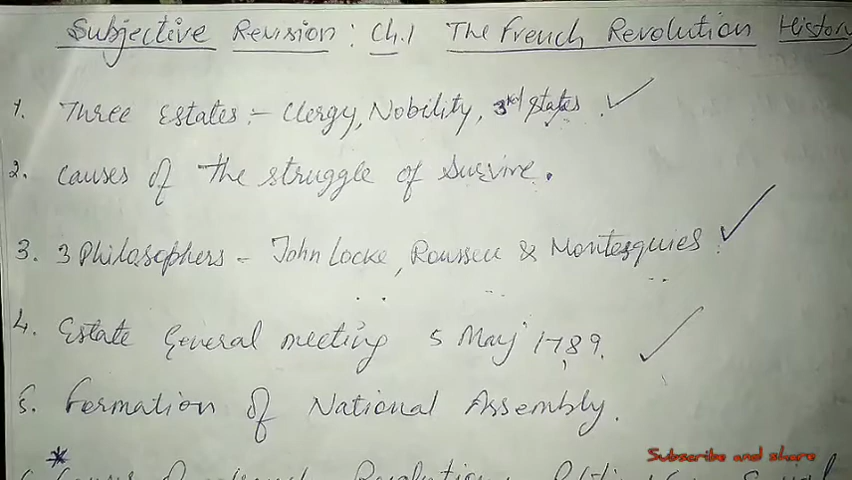 Subjective Revision : Ch.1 The French Revolution History
1. Three Estates :- Clergy, Nobility, 3rd States.
2. Causes of the struggle of Survive.
3. 3 Philosophers - John Locke, Rousseu & Montesquies.
4. Estate General meeting 5 May 1789.
5. Formation of National Assembly.
Subscribe and share